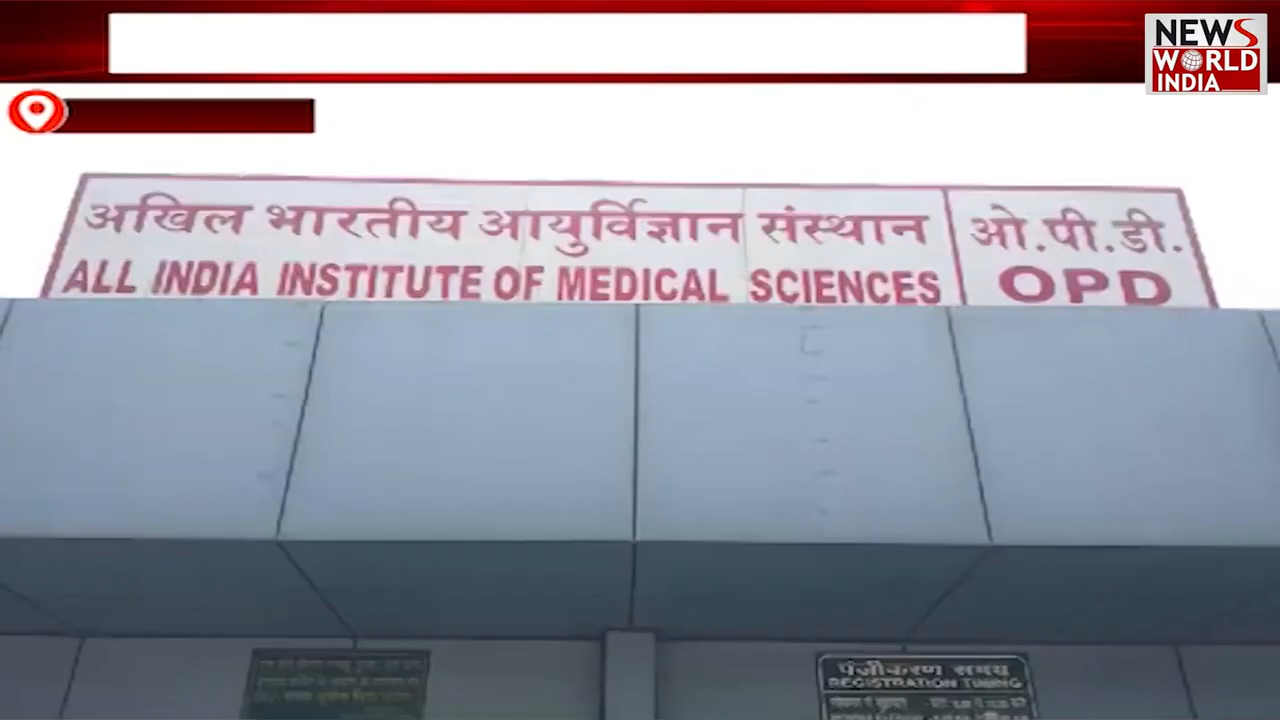 NEWS
WORLD
INDIA
अखिल भारतीय आयुर्विज्ञान संस्थान
ALL INDIA INSTITUTE OF MEDICAL SCIENCES
ओ.पी.डी.
OPD
पंजीकरण समय
REGISTRATION TIMING